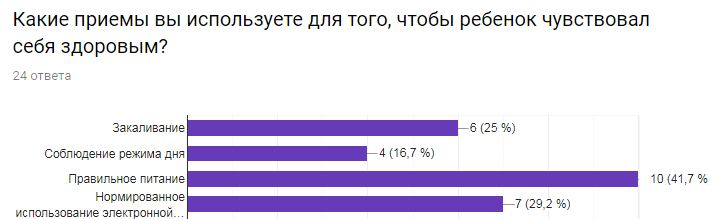 Какие приемы вы используете для того, чтобы ребенок чувствовал
себя здоровым?
24 ответа
Закаливание 6 (25 %)
Соблюдение режима дня 4 (16,7 %)
Правильное питание 10 (41,7 %
Нормированное
использование электронной… 7 (29,2 %)